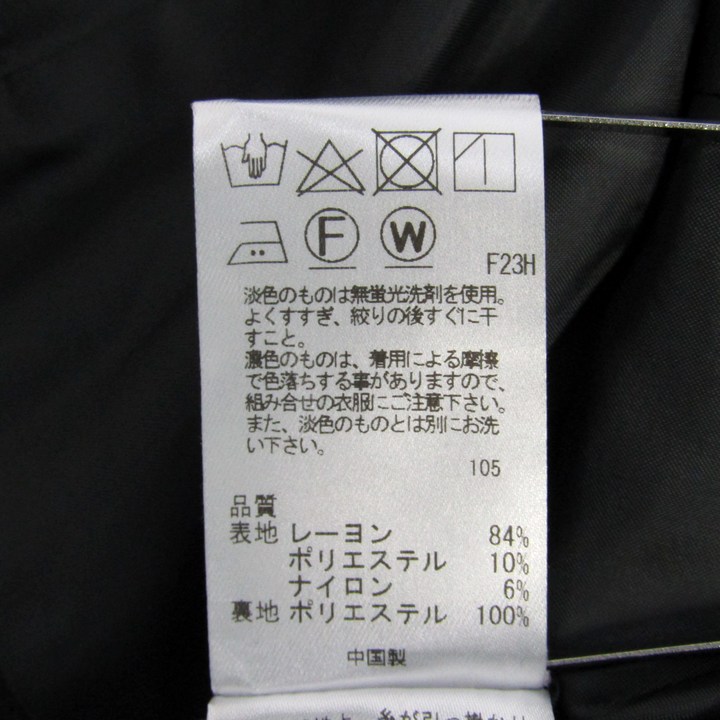 F W
F23H
淡色のものは無蛍光洗剤を使用。
よくすすぎ、絞りの後すぐに干
すこと。
濃色のものは、着用による摩擦
で色落ちする事がありますので、
組み合せの衣服にご注意下さい。
また、淡色のものとは別にお洗
い下さい。
105
品質
表地 レーヨン 84%
ポリエステル 10%
ナイロン 6%
裏地 ポリエステル 100%
中国製